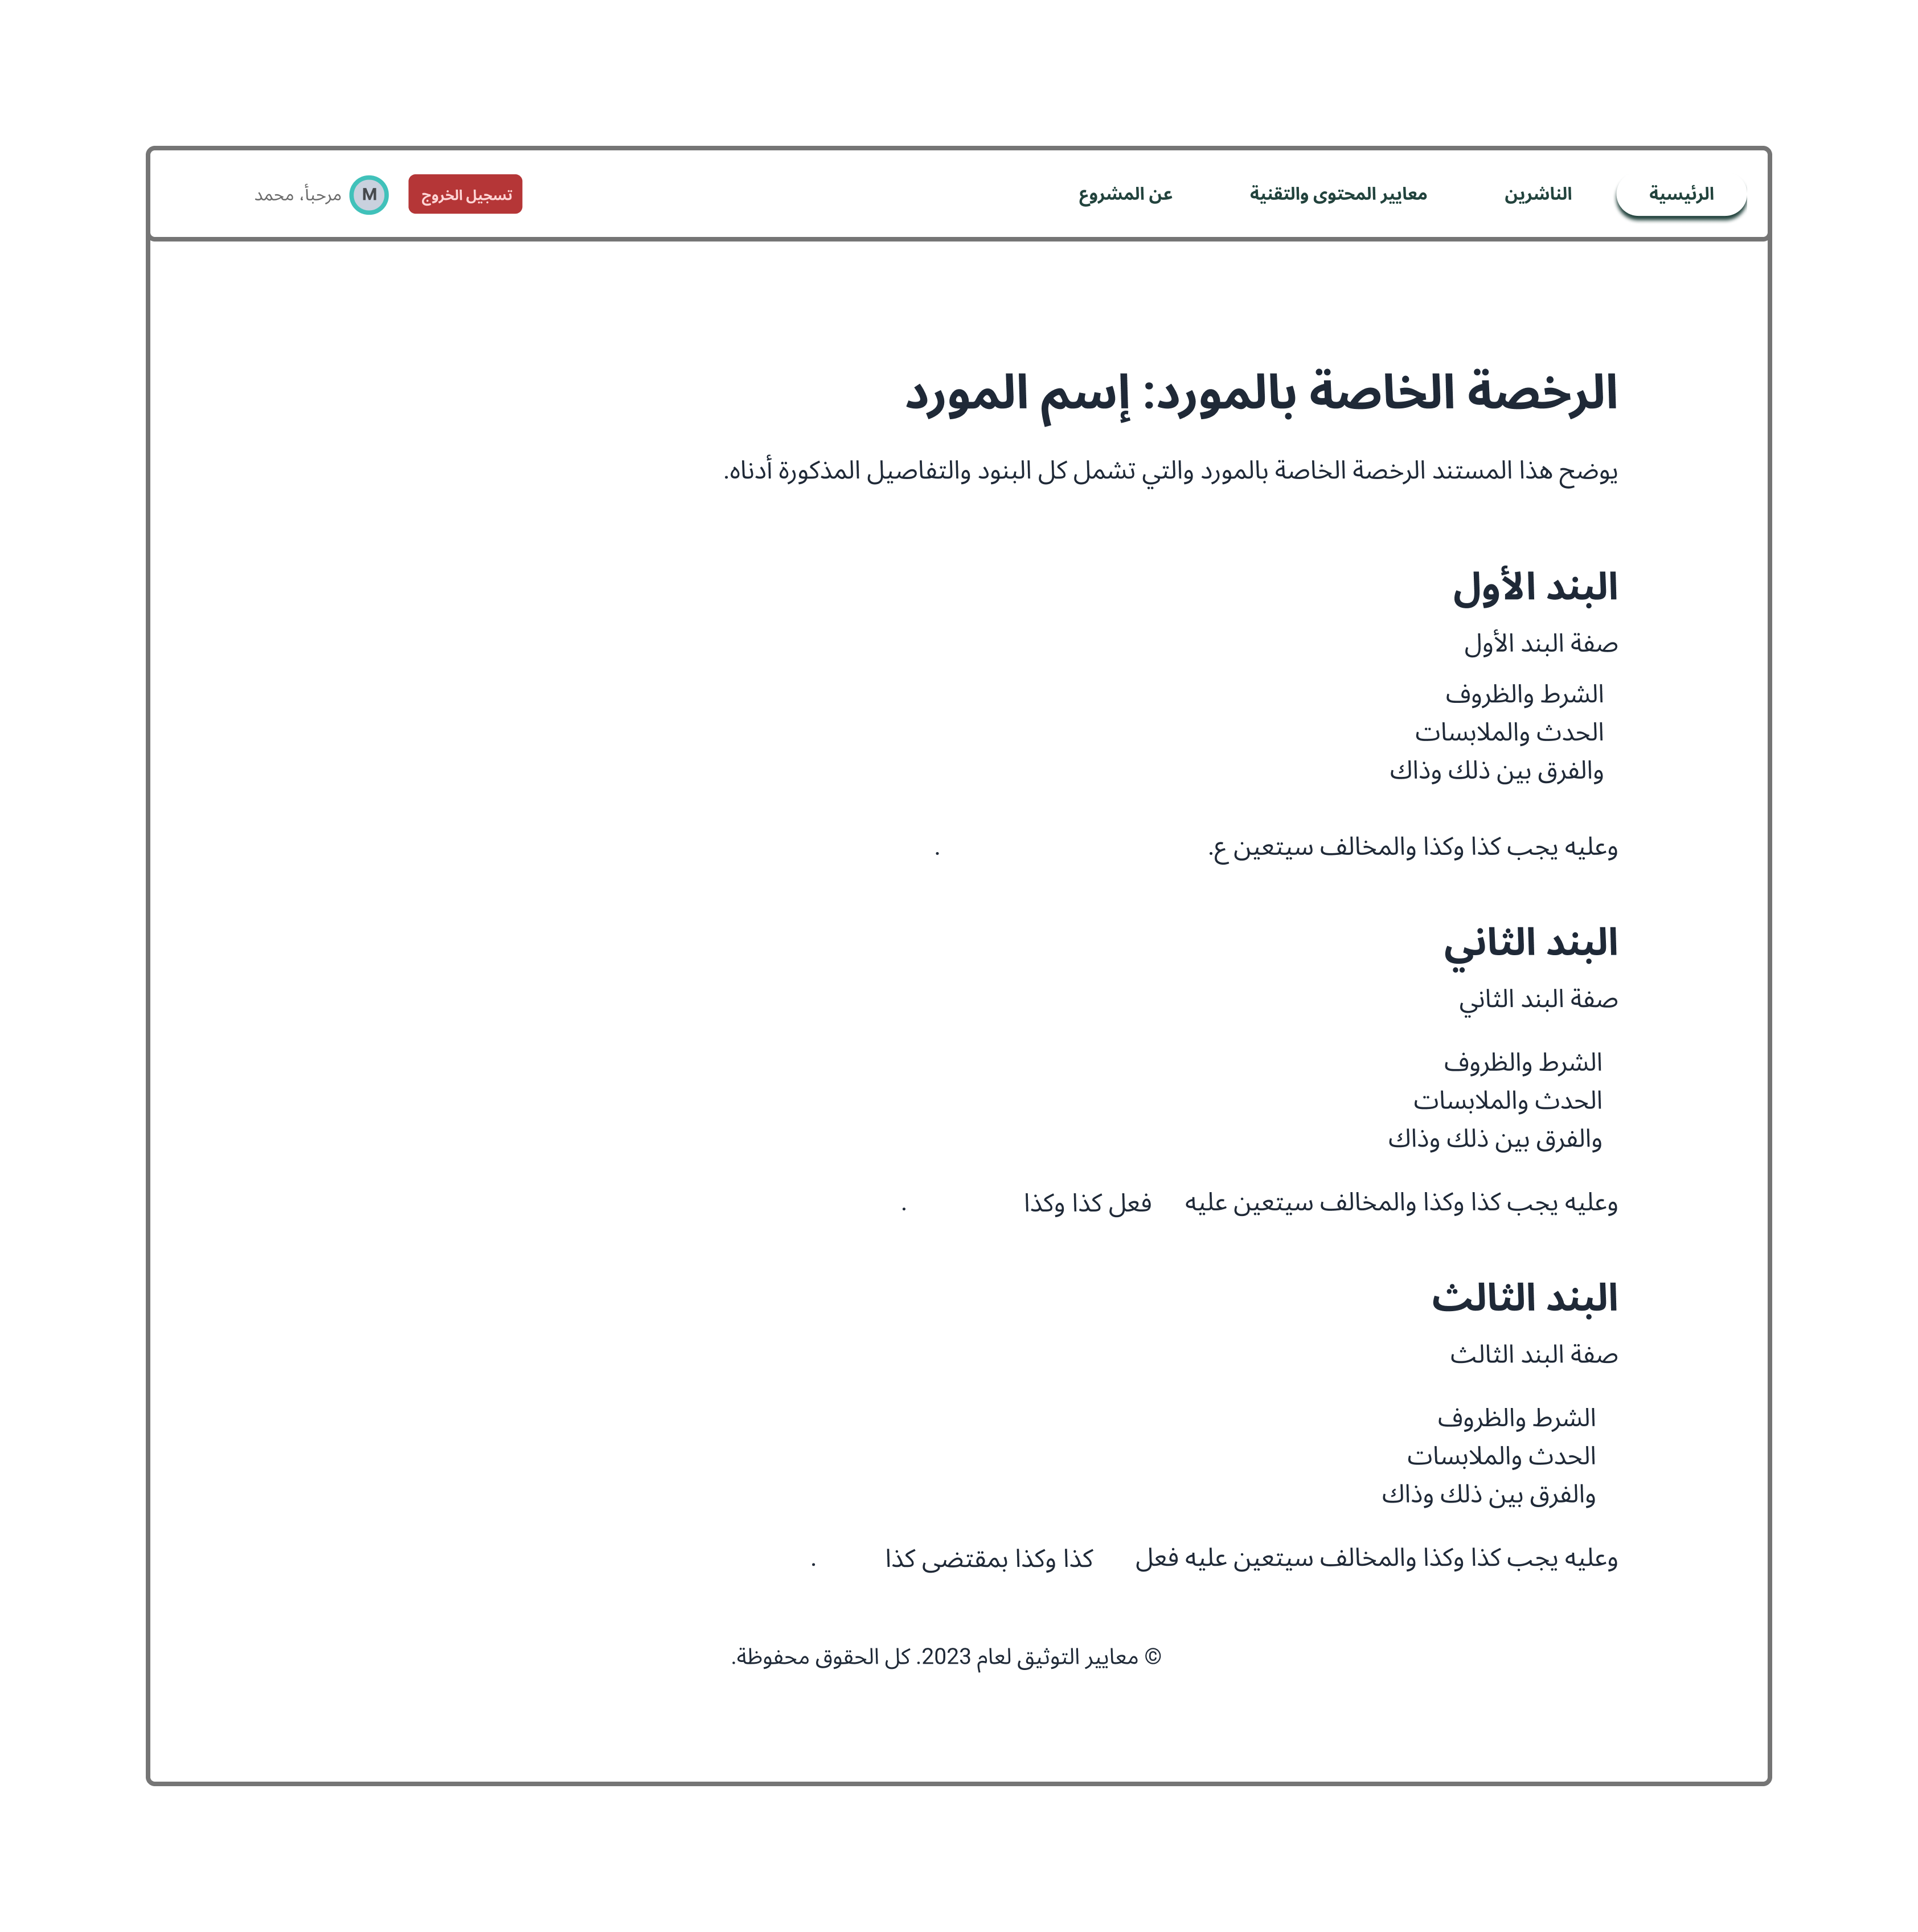 الرئيسية الناشرين معايير المحتوى والتقنية عن المشروع تسجيل الخروج M مرحبأ، محمد
الرخصة الخاصة بالمورد: إسم المورد
يوضح هذا المستند الرخصة الخاصة بالمورد والتي تشمل كل البنود والتفاصيل المذكورة أدناه.
البند الأول
صفة البند الأول
الشرط والظروف
الحدث والملابسات
والفرق بين ذلك وذاك
وعليه يجب كذا وكذا والمخالف سيتعين ع. .
البند الثاني
صفة البند الثاني
الشرط والظروف
الحدث والملابسات
والفرق بين ذلك وذاك
وعليه يجب كذا وكذا والمخالف سيتعين عليه فعل كذا وكذا .
البند الثالث
صفة البند الثالث
الشرط والظروف
الحدث والملابسات
والفرق بين ذلك وذاك
وعليه يجب كذا وكذا والمخالف سيتعين عليه فعل كذا وكذا بمقتضى كذا .
© معايير التوثيق لعام 2023. كل الحقوق محفوظة.